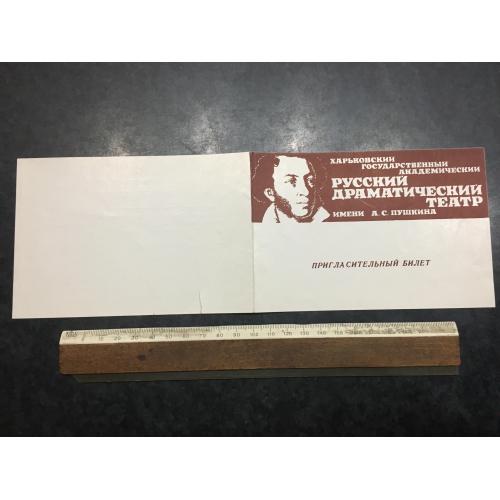 ХАРЬКОВСКИЙ
ГОСУДАРСТВЕННЫЙ
АКАДЕМИЧЕСКИЙ
РУССКИЙ
ДРАМАТИЧЕСКИЙ
ТЕАТР
ИМЕНИ А.С.ПУШКИНА
ПРИГЛАСИТЕЛЬНЫЙ БИЛЕТ